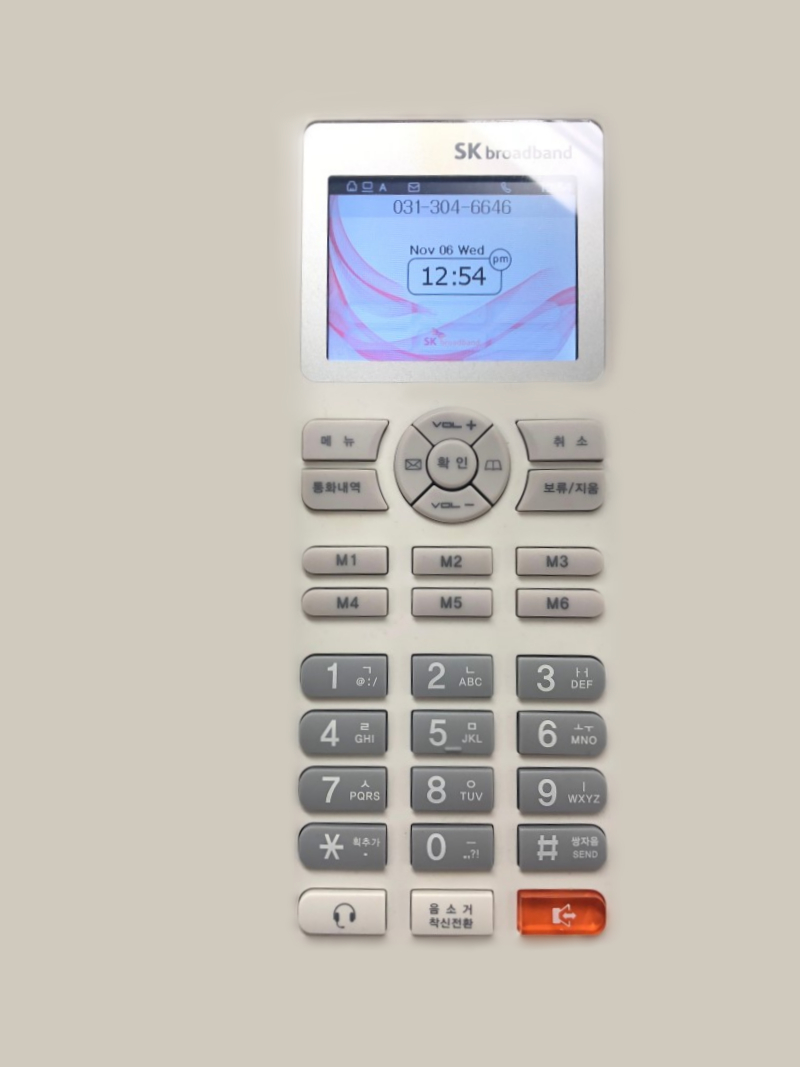 SK broadband
A
031-304-6646
Nov 06 Wed
pm
12:54
SK broadband
메 뉴
VOL +
취 소
확 인
통화내역
VOL -
보류/지움
M1 M2 M3
M4 M5 M6
1 ㄱ @:/
2 ㄴ ABC
3 ㅏㅓ DEF
4 ㄹ GHI
5 ㅁ JKL
6 ㅗㅜ MNO
7 ㅅ PQRS
8 ㅇ TUV
9 ㅣ WXYZ
* 획추가 -
0 ㅡ .,?!
# 쌍자음 SEND
음 소 거
착신전환